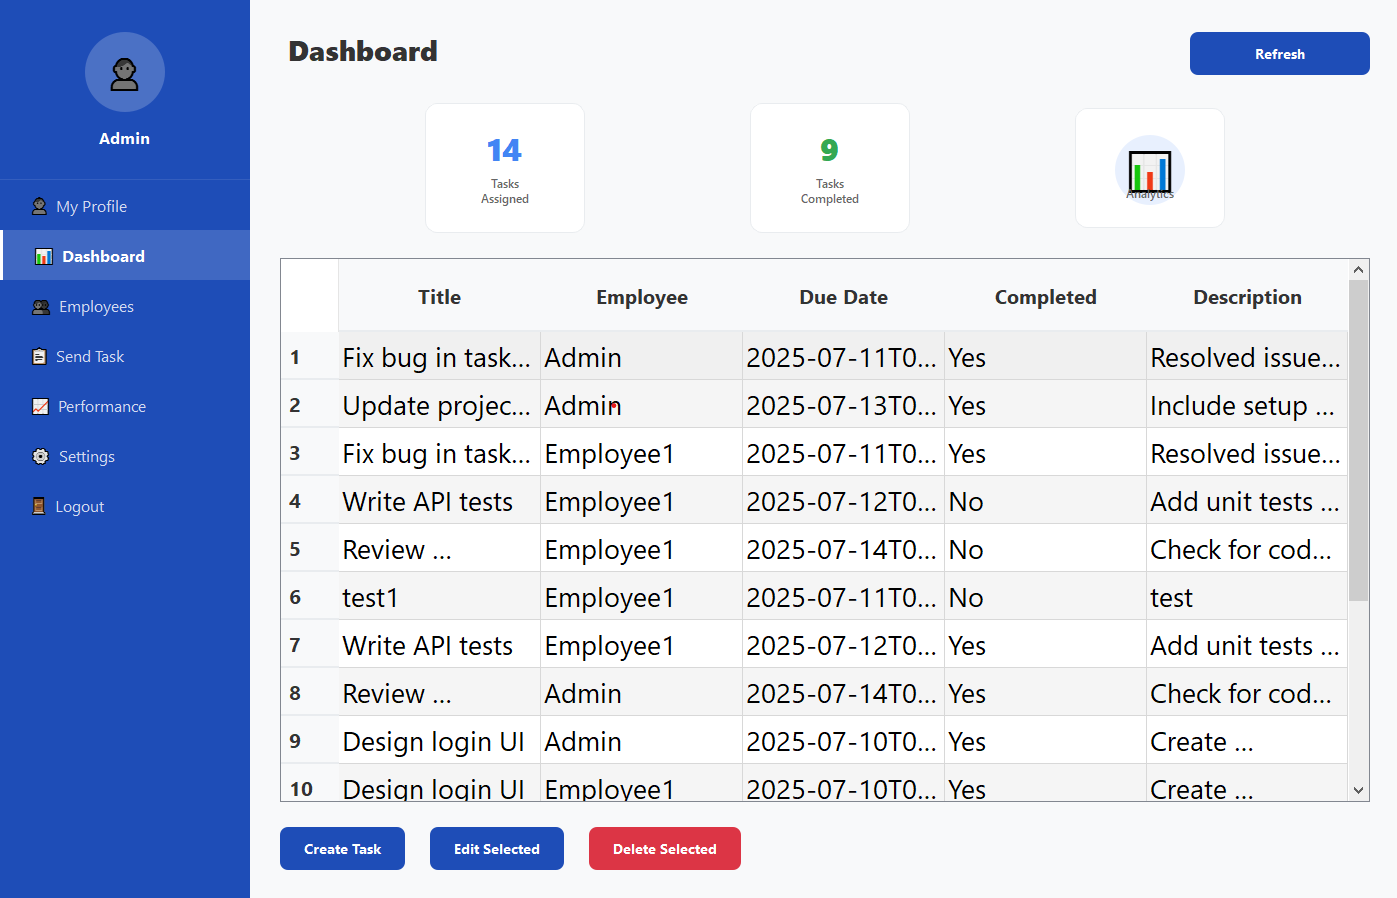 Admin
My Profile
Dashboard
Employees
Send Task
Performance
Settings
Logout
Dashboard
Refresh
14
Tasks
Assigned
9
Tasks
Completed
Analytics
Title Employee Due Date Completed Description
1 Fix bug in task... Admin 2025-07-11T0... Yes Resolved issue...
2 Update projec... Admin 2025-07-13T0... Yes Include setup ...
3 Fix bug in task... Employee1 2025-07-11T0... Yes Resolved issue...
4 Write API tests Employee1 2025-07-12T0... No Add unit tests ...
5 Review ... Employee1 2025-07-14T0... No Check for cod...
6 test1 Employee1 2025-07-11T0... No test
7 Write API tests Employee1 2025-07-12T0... Yes Add unit tests ...
8 Review ... Admin 2025-07-14T0... Yes Check for cod...
9 Design login UI Admin 2025-07-10T0... Yes Create ...
10 Design login UI Employee1 2025-07-10T0... Yes Create ...
Create Task Edit Selected Delete Selected